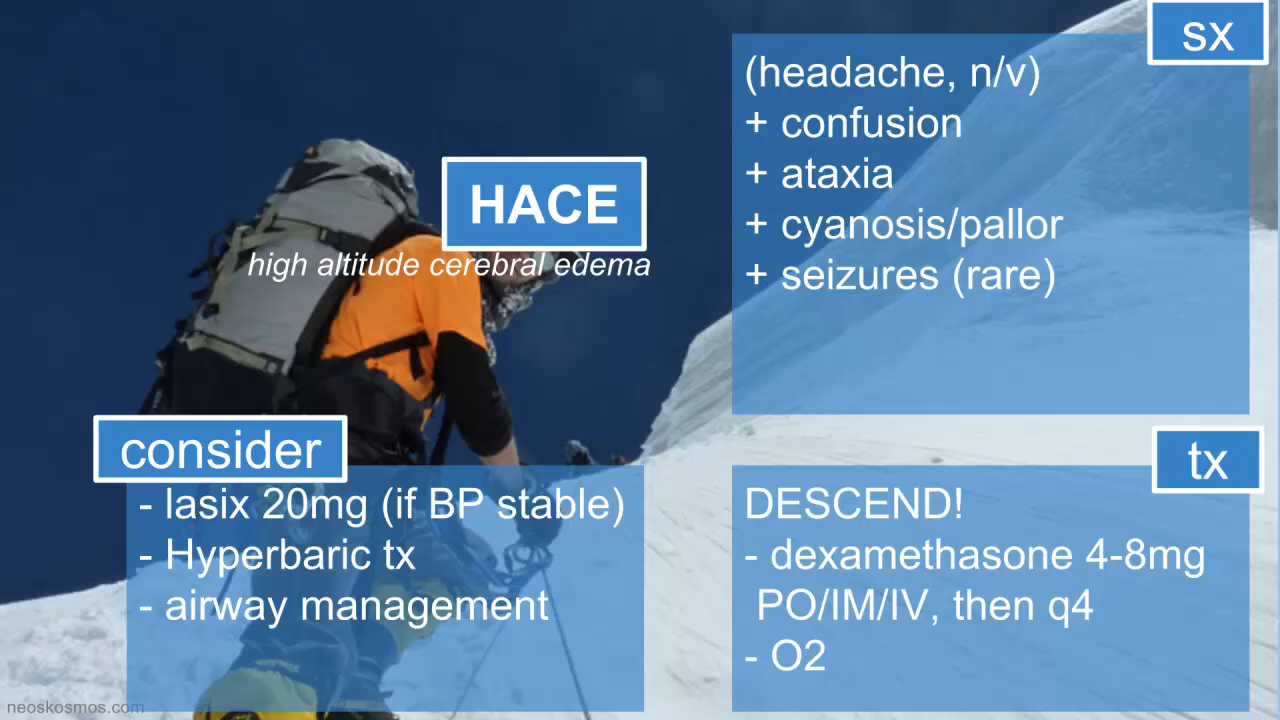 HACE
high altitude cerebral edema
sx
(headache, n/v)
+ confusion
+ ataxia
+ cyanosis/pallor
+ seizures (rare)
consider
- lasix 20mg (if BP stable)
- Hyperbaric tx
- airway management
tx
DESCEND!
- dexamethasone 4-8mg
PO/IM/IV, then q4
- O2
neoskosmos.com